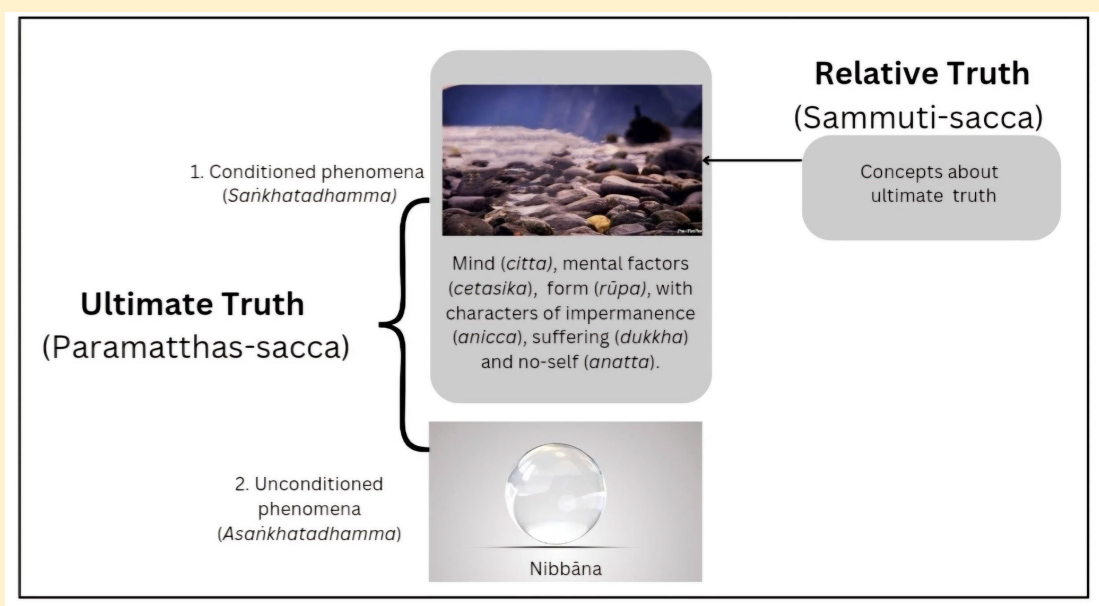 Ultimate Truth
(Paramatthas-sacca)
1. Conditioned phenomena
(Saṅkhatadhamma)
Mind (citta), mental factors
(cetasika), form (rūpa), with
characters of impermanence
(anicca), suffering (dukkha)
and no-self (anatta).
Relative Truth
(Sammuti-sacca)
Concepts about
ultimate truth
2. Unconditioned
phenomena
(Asaṅkhatadhamma)
Nibbāna